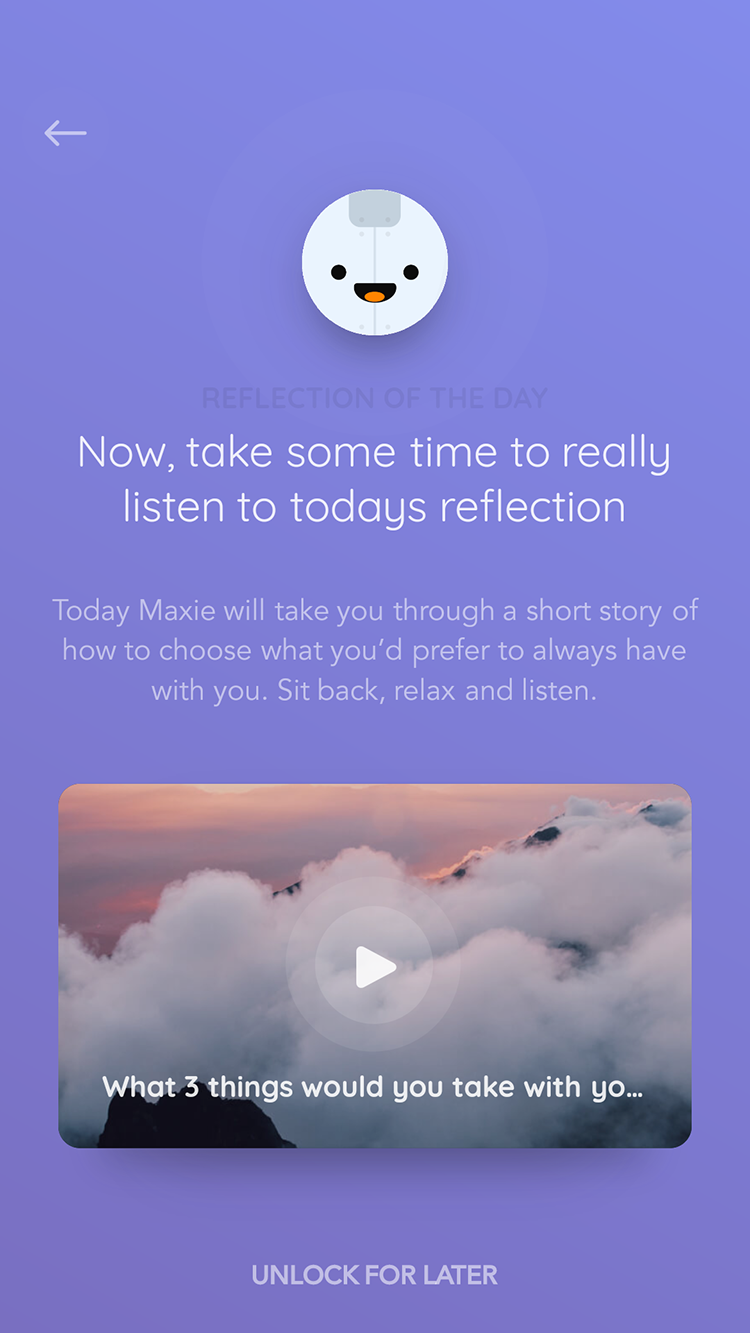 REFLECTION OF THE DAY
Now, take some time to really
listen to todays reflection
Today Maxie will take you through a short story of
how to choose what you’d prefer to always have
with you. Sit back, relax and listen.
What 3 things would you take with yo...
UNLOCK FOR LATER